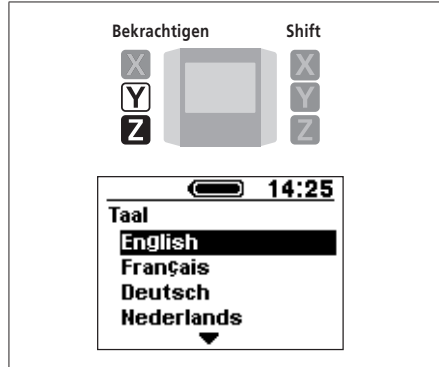 Bekrachtigen Shift
X X
Y Y
Z Z
14:25
Taal
English
Français
Deutsch
Nederlands